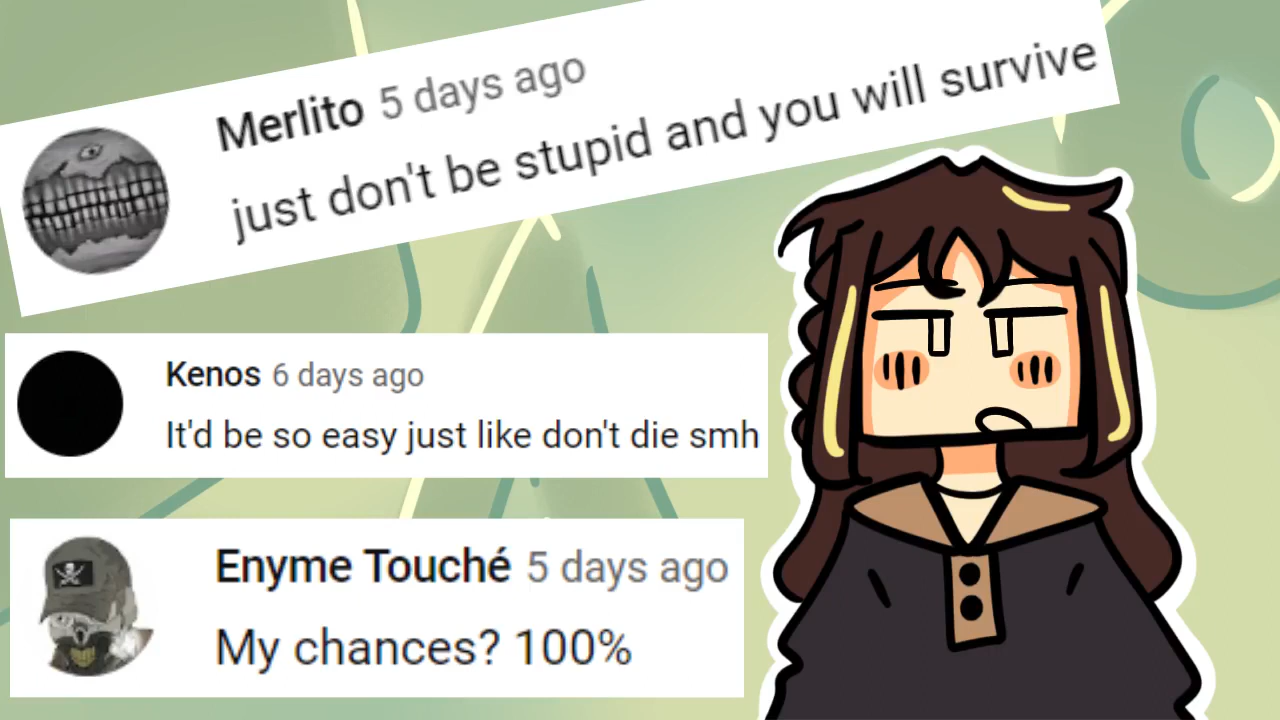 Merlito 5 days ago
just don't be stupid and you will survive
Kenos 6 days ago
It'd be so easy just like don't die smh
Enyme Touché 5 days ago
My chances? 100%